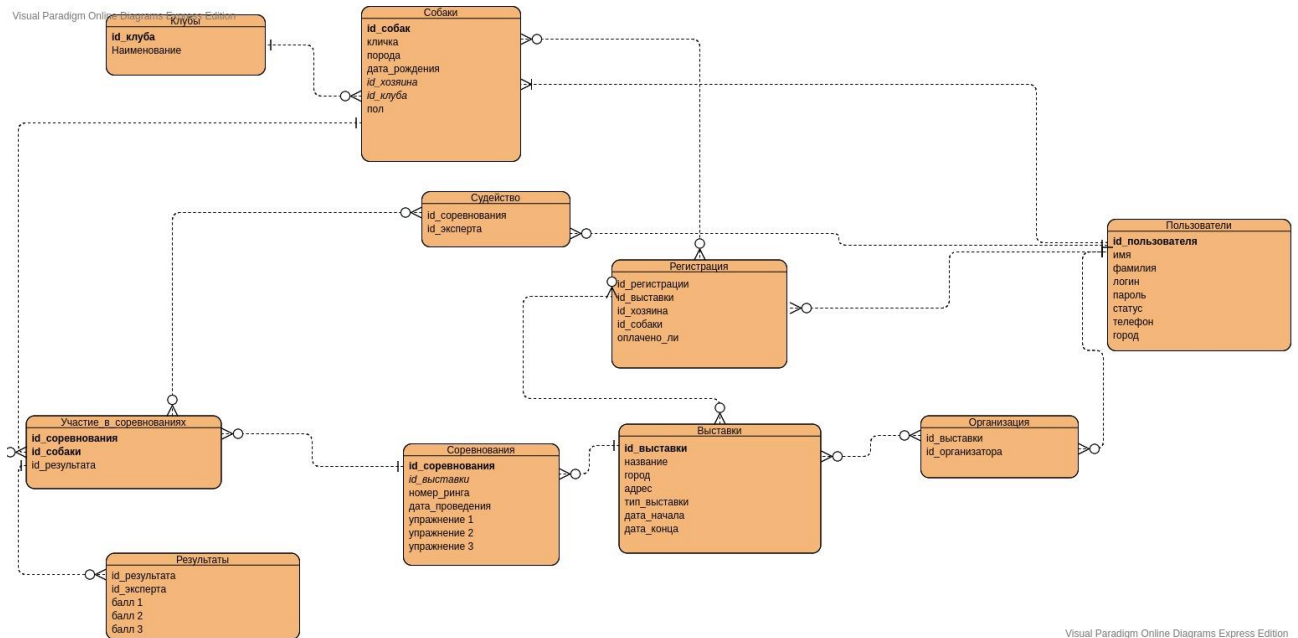 Visual Paradigm Online Diagrams Express Edition
Клубы
id_клуба
Наименование
Собаки
id_собак
кличка
порода
дата_рождения
id_хозяина
id_клуба
пол
Судейство
id_соревнования
id_эксперта
Регистрация
id_регистрации
id_выставки
id_хозяина
id_собаки
оплачено_ли
Пользователи
id_пользователя
имя
фамилия
логин
пароль
статус
телефон
город
Участие_в_соревнованиях
id_соревнования
id_собаки
id_результата
Соревнования
id_соревнования
id_выставки
номер_ринга
дата_проведения
упражнение 1
упражнение 2
упражнение 3
Выставки
id_выставки
название
город
адрес
тип_выставки
дата_начала
дата_конца
Организация
id_выставки
id_организатора
Результаты
id_результата
id_эксперта
балл 1
балл 2
балл 3
Visual Paradigm Online Diagrams Express Edition